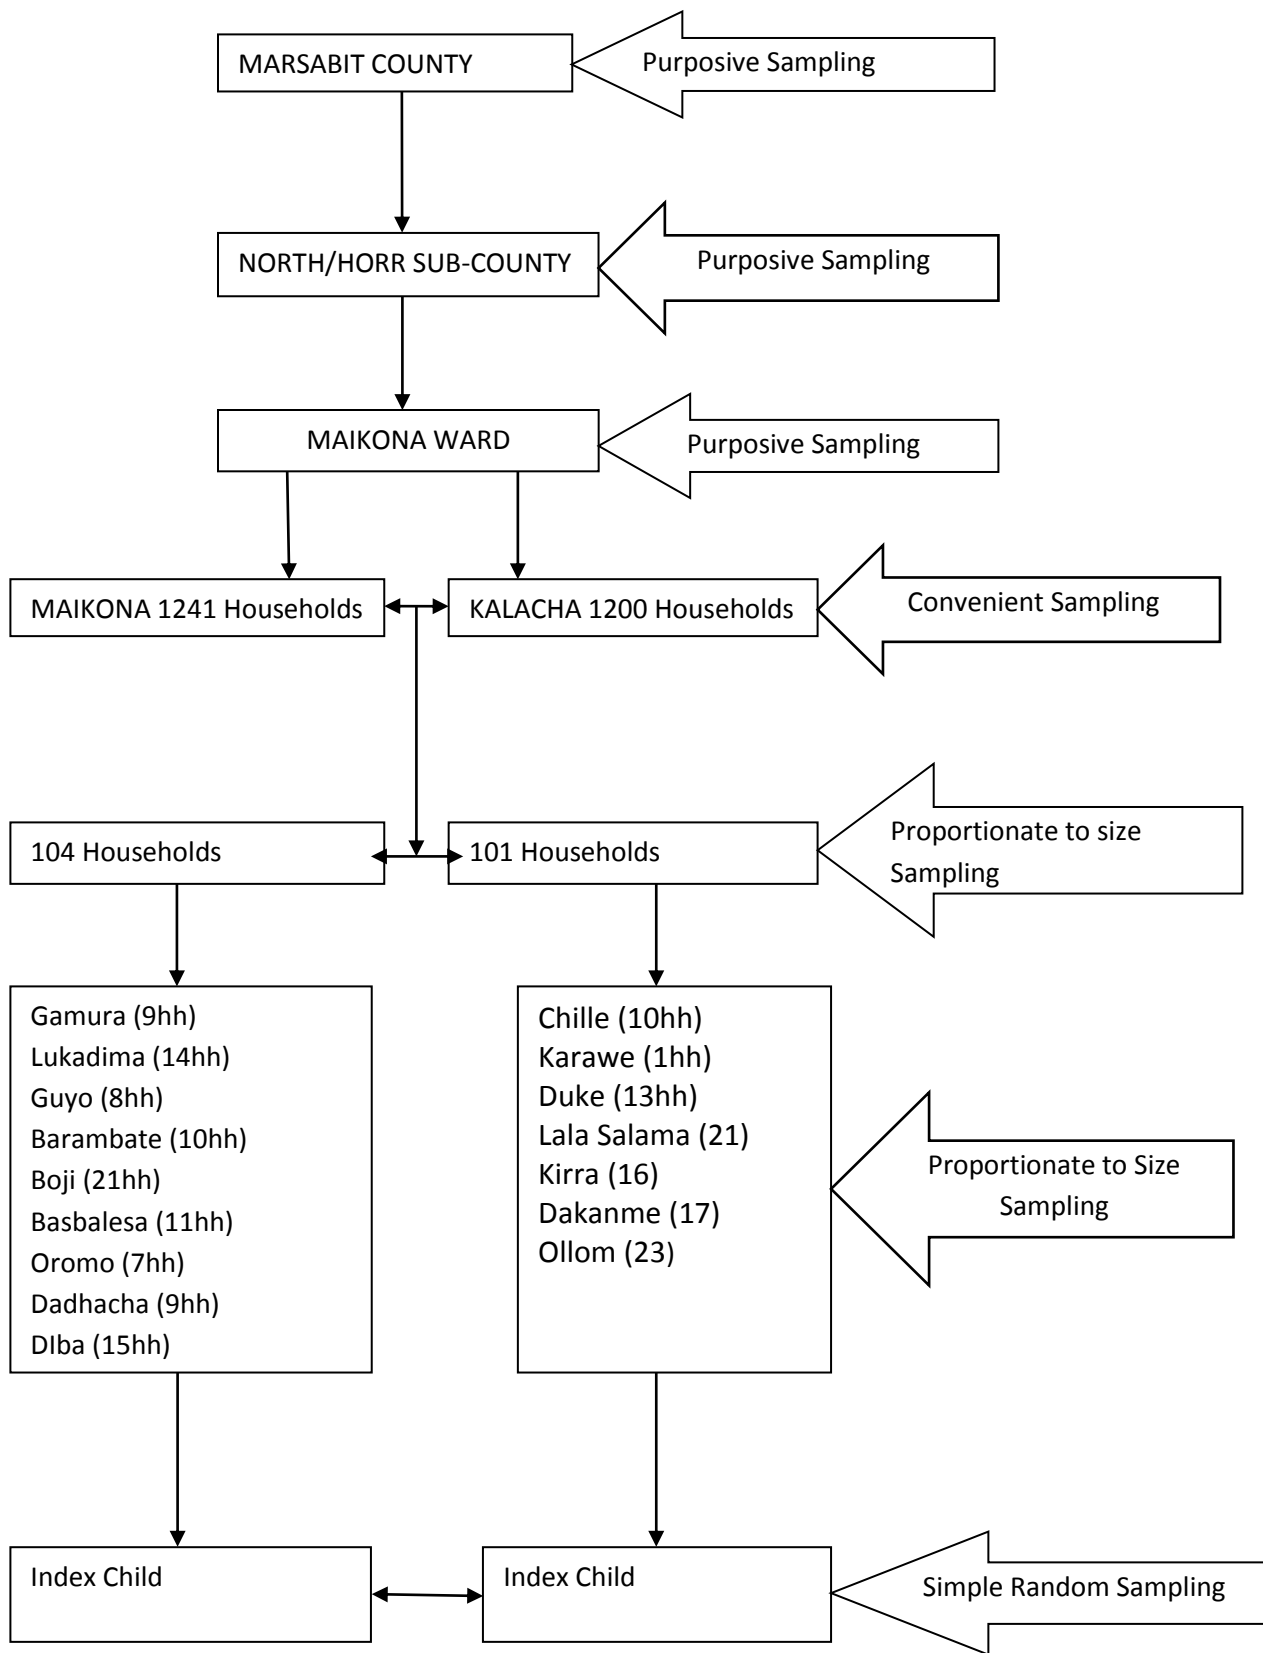 MARSABIT COUNTY
Purposive Sampling
NORTH/HORR SUB-COUNTY
Purposive Sampling
MAIKONA WARD
Purposive Sampling
MAIKONA 1241 Households
KALACHA 1200 Households
Convenient Sampling
104 Households
101 Households
Proportionate to size
Sampling
Gamura (9hh)
Lukadima (14hh)
Guyo (8hh)
Barambate (10hh)
Boji (21hh)
Basbalesa (11hh)
Oromo (7hh)
Dadhacha (9hh)
DIba (15hh)
Chille (10hh)
Karawe (1hh)
Duke (13hh)
Lala Salama (21)
Kirra (16)
Dakanme (17)
Ollom (23)
Proportionate to Size
Sampling
Index Child
Index Child
Simple Random Sampling